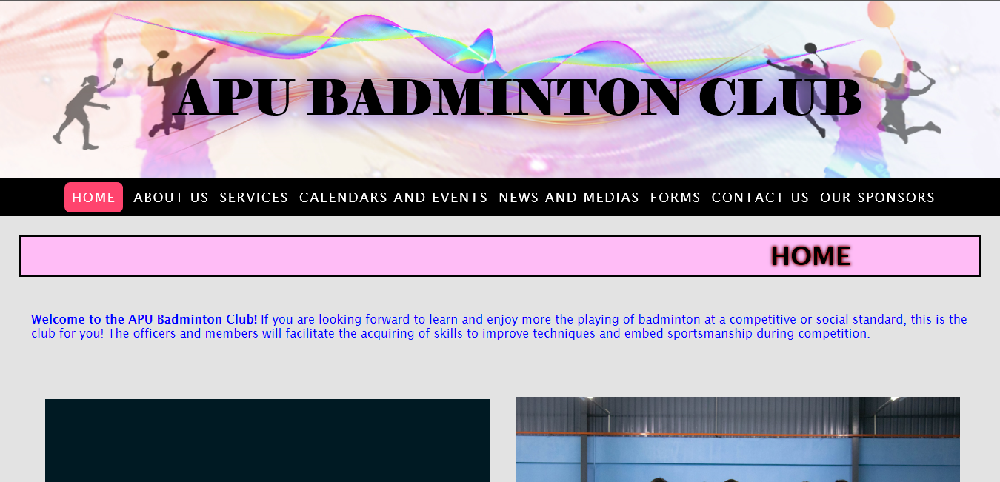 APU BADMINTON CLUB
HOME ABOUT US SERVICES CALENDARS AND EVENTS NEWS AND MEDIAS FORMS CONTACT US OUR SPONSORS
HOME
Welcome to the APU Badminton Club! If you are looking forward to learn and enjoy more the playing of badminton at a competitive or social standard, this is the
club for you! The officers and members will facilitate the acquiring of skills to improve techniques and embed sportsmanship during competition.